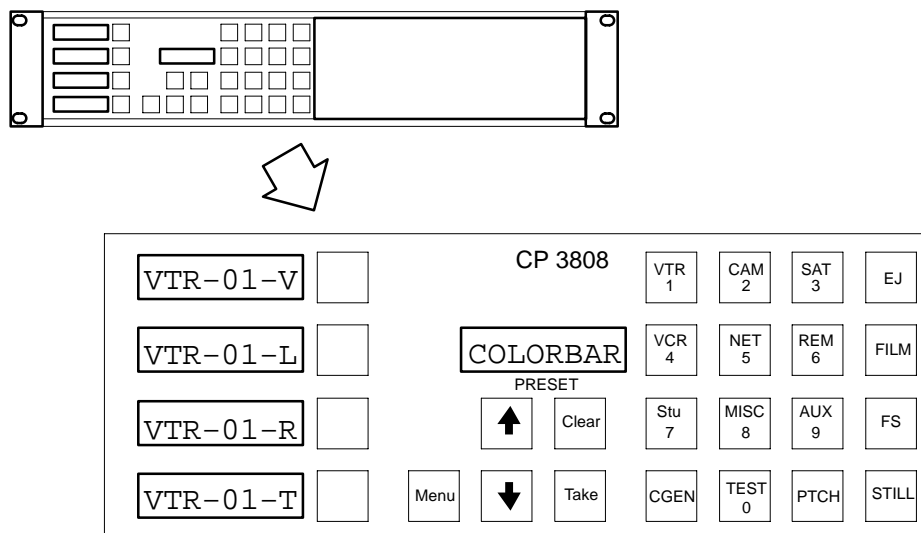 CP 3808
VTR-01-V
VTR
1
CAM
2
SAT
3
EJ
VTR-01-L
COLORBAR
VCR
4
NET
5
REM
6
FILM
PRESET
VTR-01-R
Clear
Stu
7
MISC
8
AUX
9
FS
VTR-01-T
Menu
Take
CGEN
TEST
0
PTCH
STILL